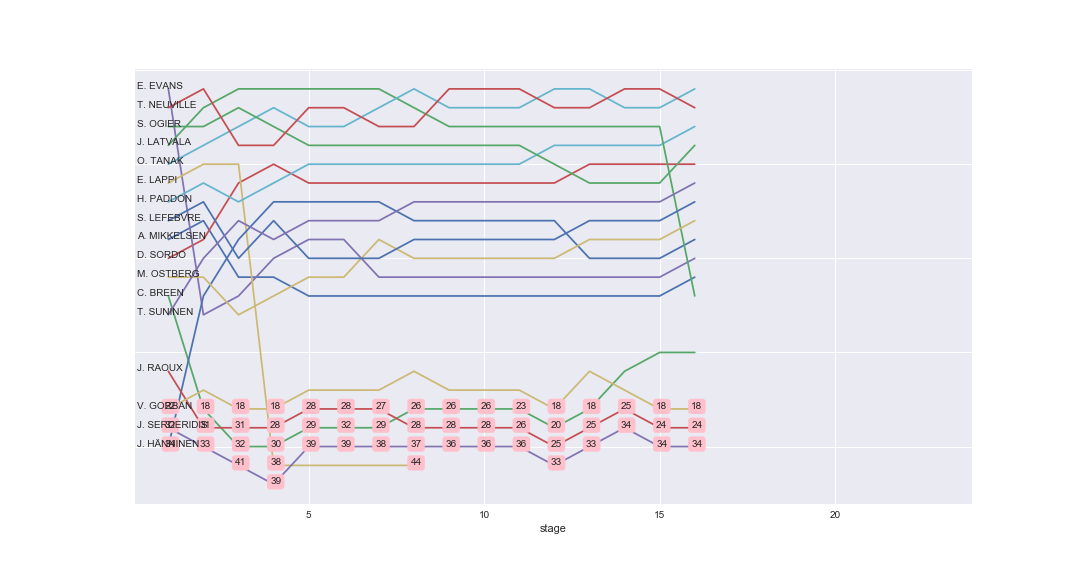 E. EVANS
T. NEUVILLE
S. OGIER
J. LATVALA
O. TANAK
E. LAPPI
H. PADDON
S. LEFEBVRE
A. MIKKELSEN
D. SORDO
M. OSTBERG
C. BREEN
T. SUNINEN
J. RAOUX
V. GORBAN 18 18 18 28 28 27 26 26 26 23 18 18 25 18 18
J. SERDERIDIS 31 28 29 32 29 28 28 28 26 20 25 34 24 24
J. HÄNNINEN 33 32 30 39 39 38 37 36 36 36 25 33 34 34
41 38 44 33
39
5 10 15 20
stage